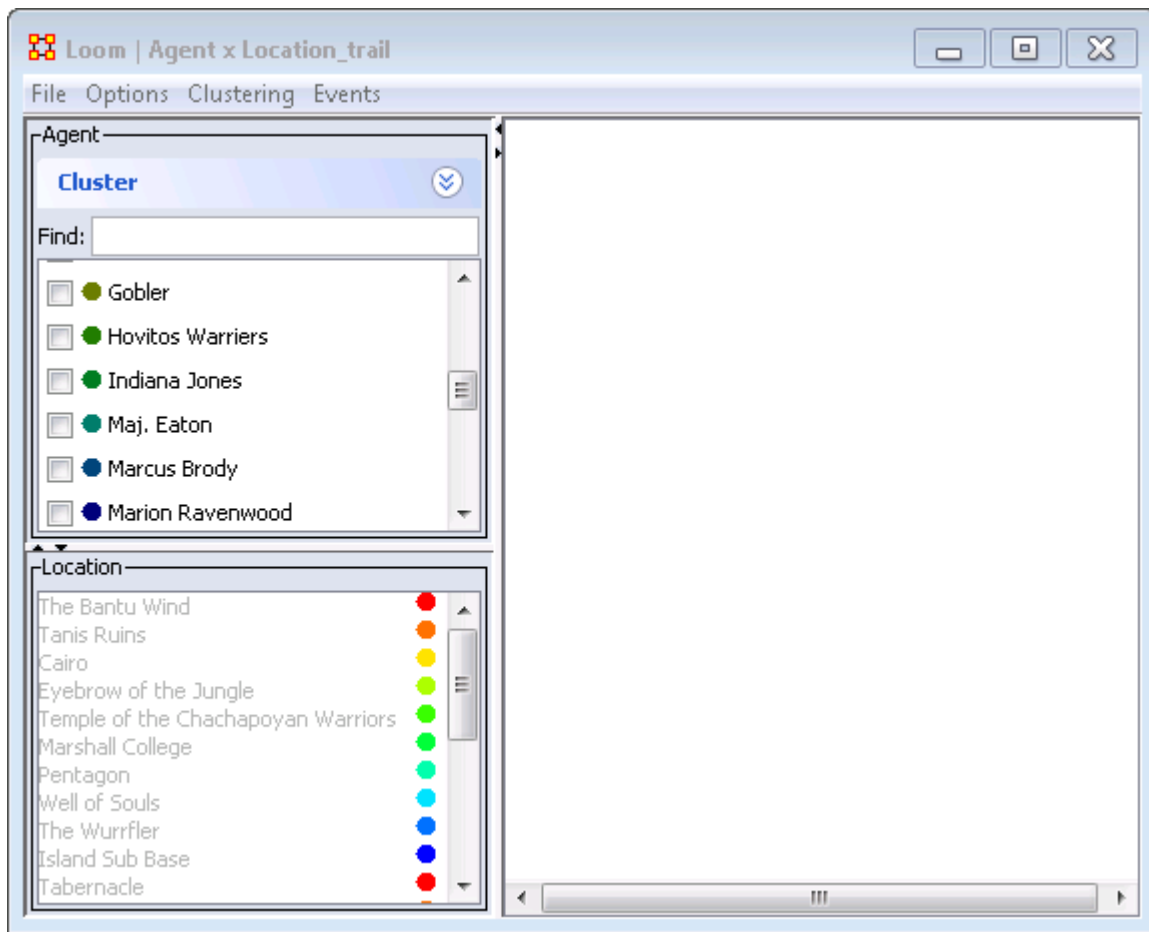 Loom | Agent x Location_trail
File Options Clustering Events
Agent
Cluster
Find:
Gobler
Hovitos Warriers
Indiana Jones
Maj. Eaton
Marcus Brody
Marion Ravenwood
Location
The Bantu Wind
Tanis Ruins
Cairo
Eyebrow of the Jungle
Temple of the Chachapoyan Warriors
Marshall College
Pentagon
Well of Souls
The Wurrfler
Island Sub Base
Tabernacle